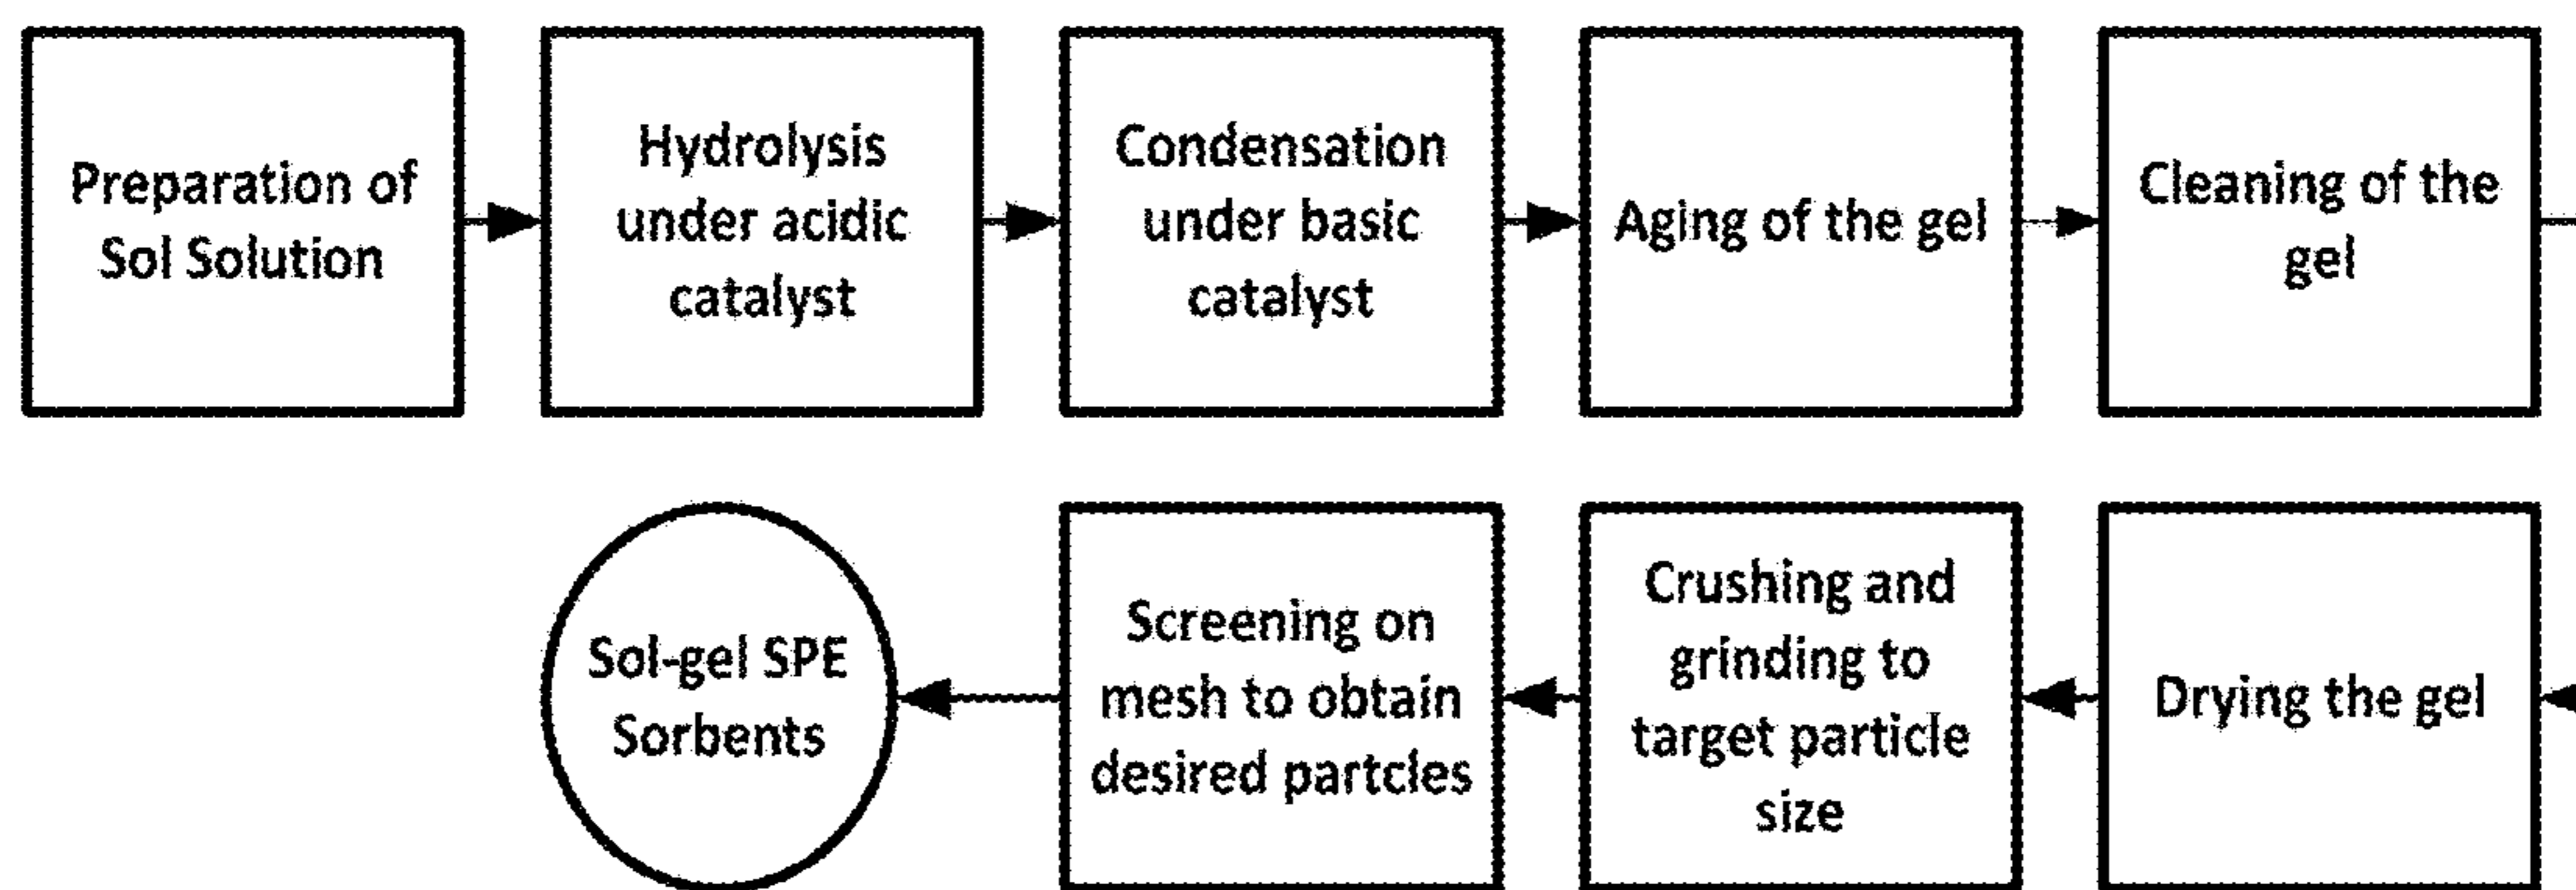 Preparation of
Sol Solution
Hydrolysis
under acidic
catalyst
Condensation
under basic
catalyst
Aging of the gel
Cleaning of the
gel
Drying the gel
Crushing and
grinding to
target particle
size
Screening on
mesh to obtain
desired partcles
Sol-gel SPE
Sorbents